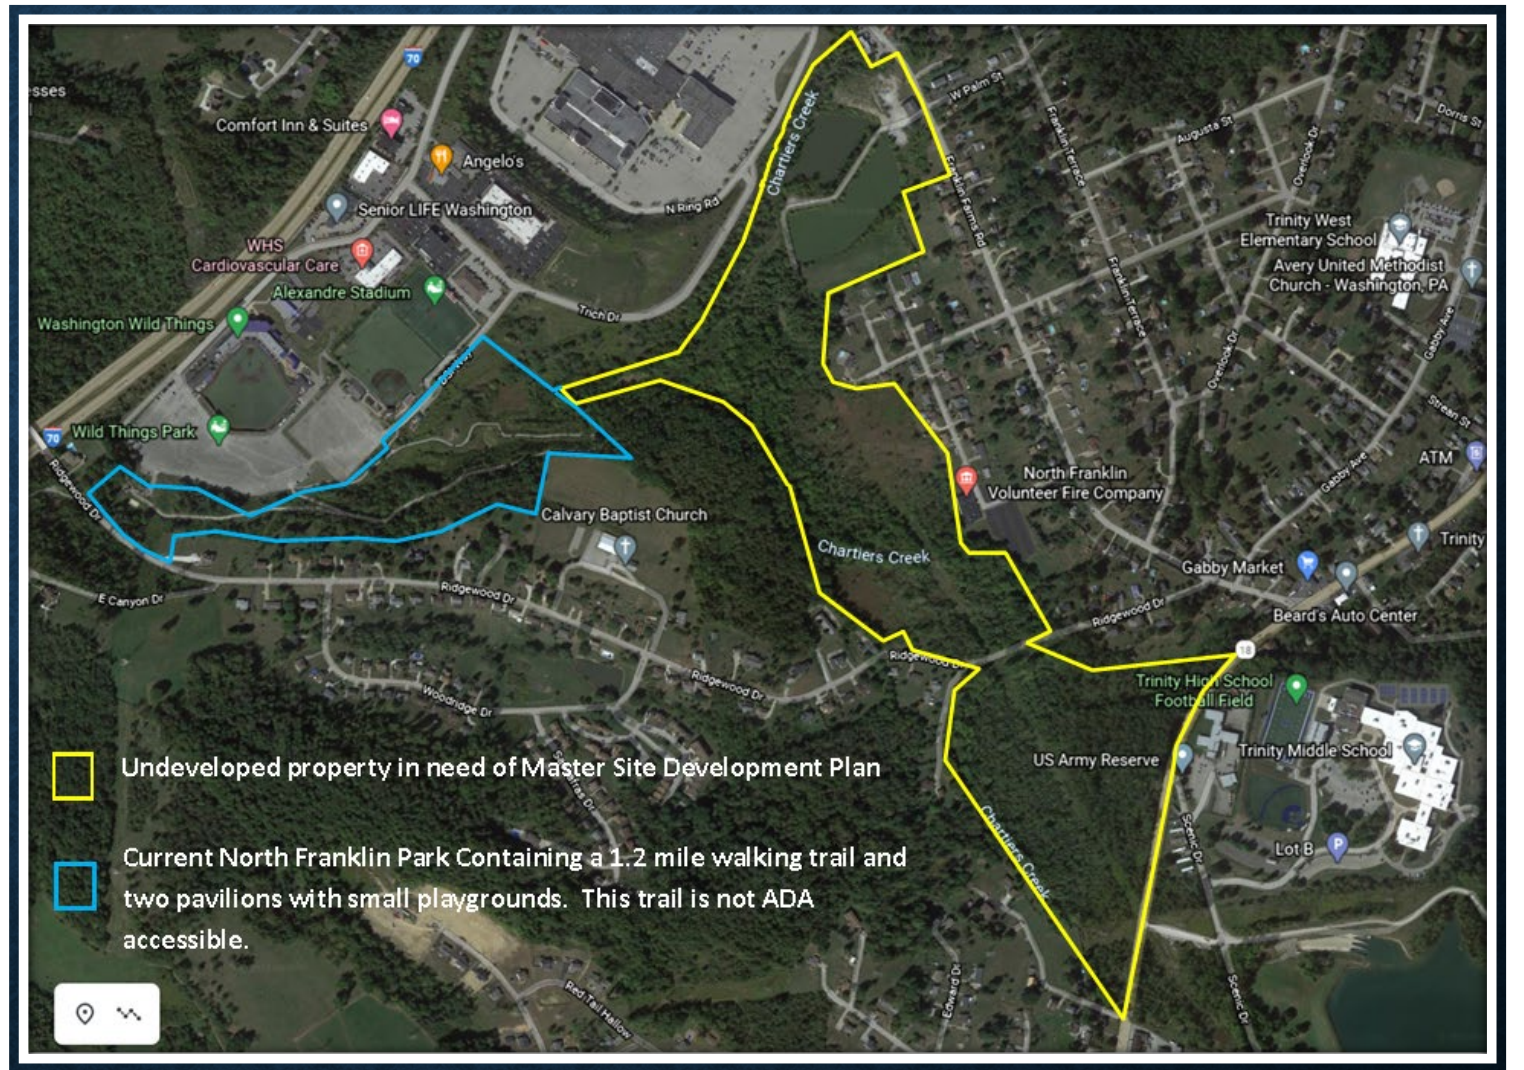 70
esses
Comfort Inn & Suites
W Palm St
Dorris St
Chartiers Creek
Augusta St
Franklin Terrace
Overlook Dr
Angelo's
Franklin Farms Rd
N Ring Rd
Senior LIFE Washington
Trinity West
Elementary School
WHS
Cardiovascular Care
Avery United Methodist
Church - Washington, PA
Alexandre Stadium
Franklin Terrace
Trich Dr
Washington Wild Things
Gabby Ave
Overlook Dr
Strean St
70
Wild Things Park
ATM
Gabby Ave
Ridgewood Dr
North Franklin
Volunteer Fire Company
Calvary Baptist Church
Trinity
Chartiers Creek
Gabby Market
Ridgewood Dr
E Canyon Dr
Ridgewood Dr
Beard's Auto Center
18
Ridgewood Dr
Trinity High School
Football Field
Ridgewood Dr
Woodridge Dr
US Army Reserve
Trinity Middle School
Undeveloped property in need of Master Site Development Plan
Chartiers Creek
Scenic Dr
Lot B
P
Current North Franklin Park Containing a 1.2 mile walking trail and
two pavilions with small playgrounds. This trail is not ADA
accessible.
Edward Dr
Scenic Dr
Red Tail Hallow